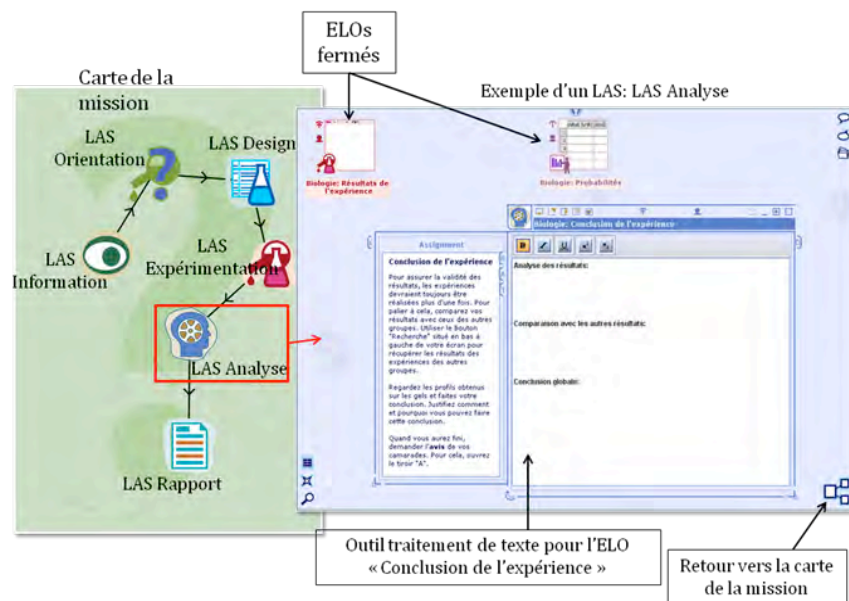 ELOs
fermés
Carte de la
mission
Exemple d'un LAS: LAS Analyse
LAS
Orientation
LAS Design
LAS
Information
LAS
Expérimentation
LAS Analyse
LAS Rapport
Biologie: Résultats de
l'expérience
Biologie: Probabilités
Biologie: Conclusion de l'expérience
Assignment
Conclusion de l'expérience
Pour assurer la validité des
résultats, les expériences
devraient toujours être
réalisées plus d'une fois. Pour
palier à cela, comparez vos
résultats avec ceux des autres
groupes. Utiliser le bouton
"Recherche" situé en bas à
gauche de votre écran pour
récupérer les résultats des
expériences des autres
groupes.
Regardez les profils obtenus
sur les gels et faites votre
conclusion. Justifiez comment
et pourquoi vous pouvez faire
cette conclusion.
Quand vous aurez fini,
demander l'avis de vos
camarades. Pour cela, ouvrez
le tiroir "A".
Analyse des résultats:
Comparaison avec les autres résultats:
Conclusion globale:
Outil traitement de texte pour l'ELO
« Conclusion de l'expérience »
Retour vers la carte
de la mission